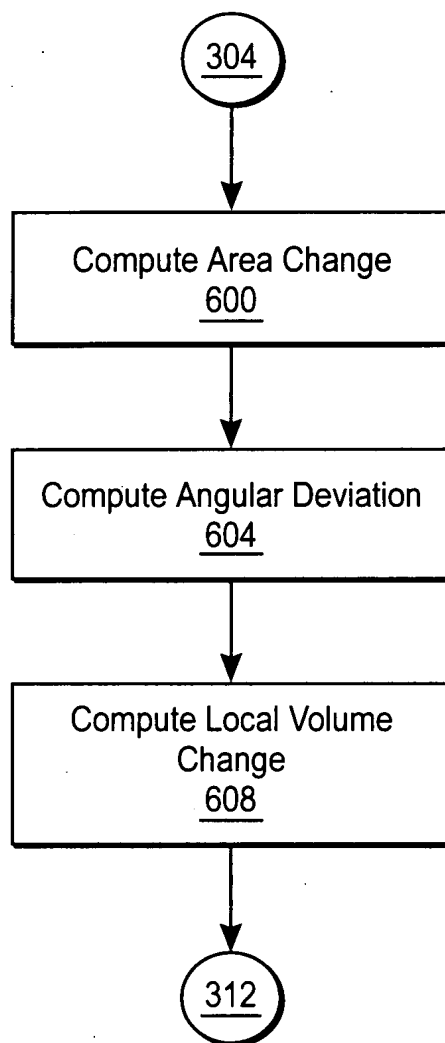 304
Compute Area Change
600
Compute Angular Deviation
604
Compute Local Volume
Change
608
312